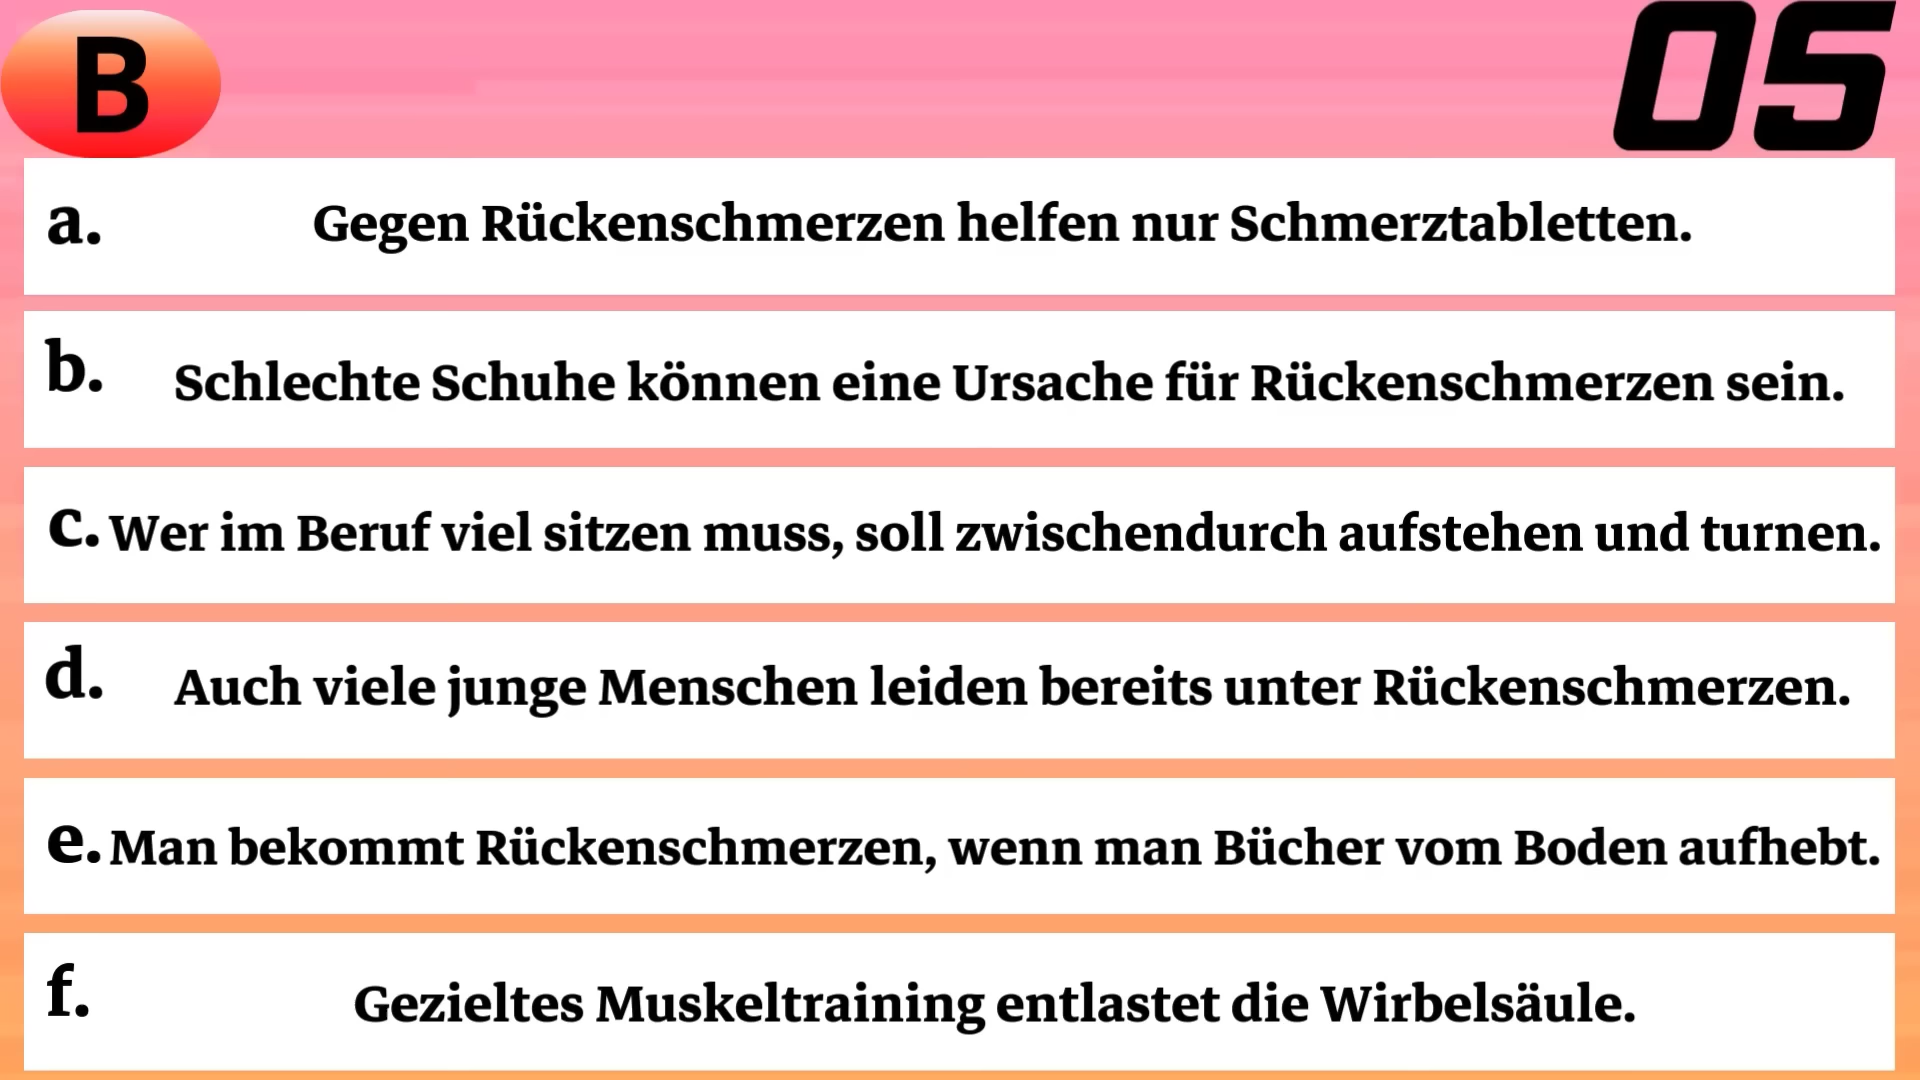 B
05
a. Gegen Rückenschmerzen helfen nur Schmerztabletten.
b. Schlechte Schuhe können eine Ursache für Rückenschmerzen sein.
c. Wer im Beruf viel sitzen muss, soll zwischendurch aufstehen und turnen.
d. Auch viele junge Menschen leiden bereits unter Rückenschmerzen.
e. Man bekommt Rückenschmerzen, wenn man Bücher vom Boden aufhebt.
f. Gezieltes Muskeltraining entlastet die Wirbelsäule.